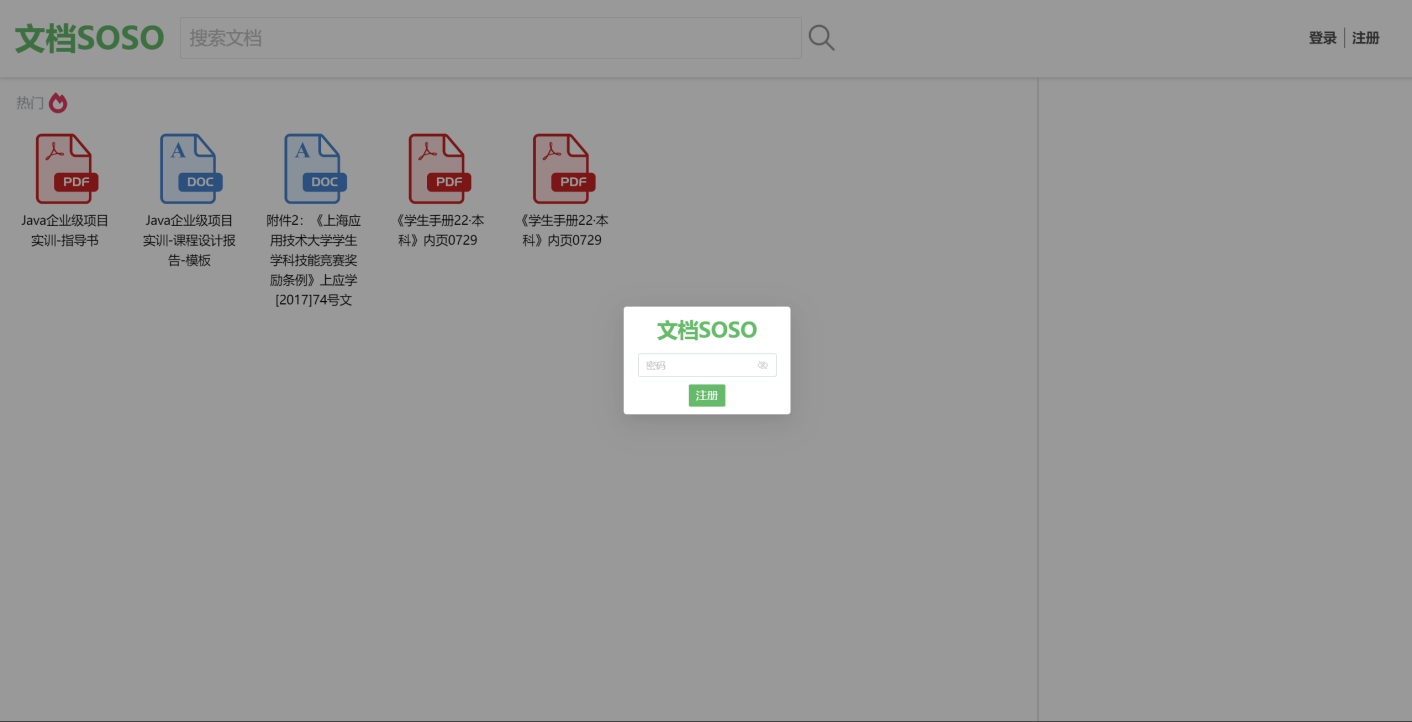 文档SOSO
搜索文档
登录 注册
热门
PDF
Java企业级项目
实训-指导书
A
DOC
Java企业级项目
实训-课程设计报
告-模板
A
DOC
附件2：《上海应
用技术大学学生
学科技能竞赛奖
励条例》上应学
[2017]74号文
PDF
《学生手册22·本
科》内页0729
PDF
《学生手册22·本
科》内页0729
文档SOSO
密码
注册